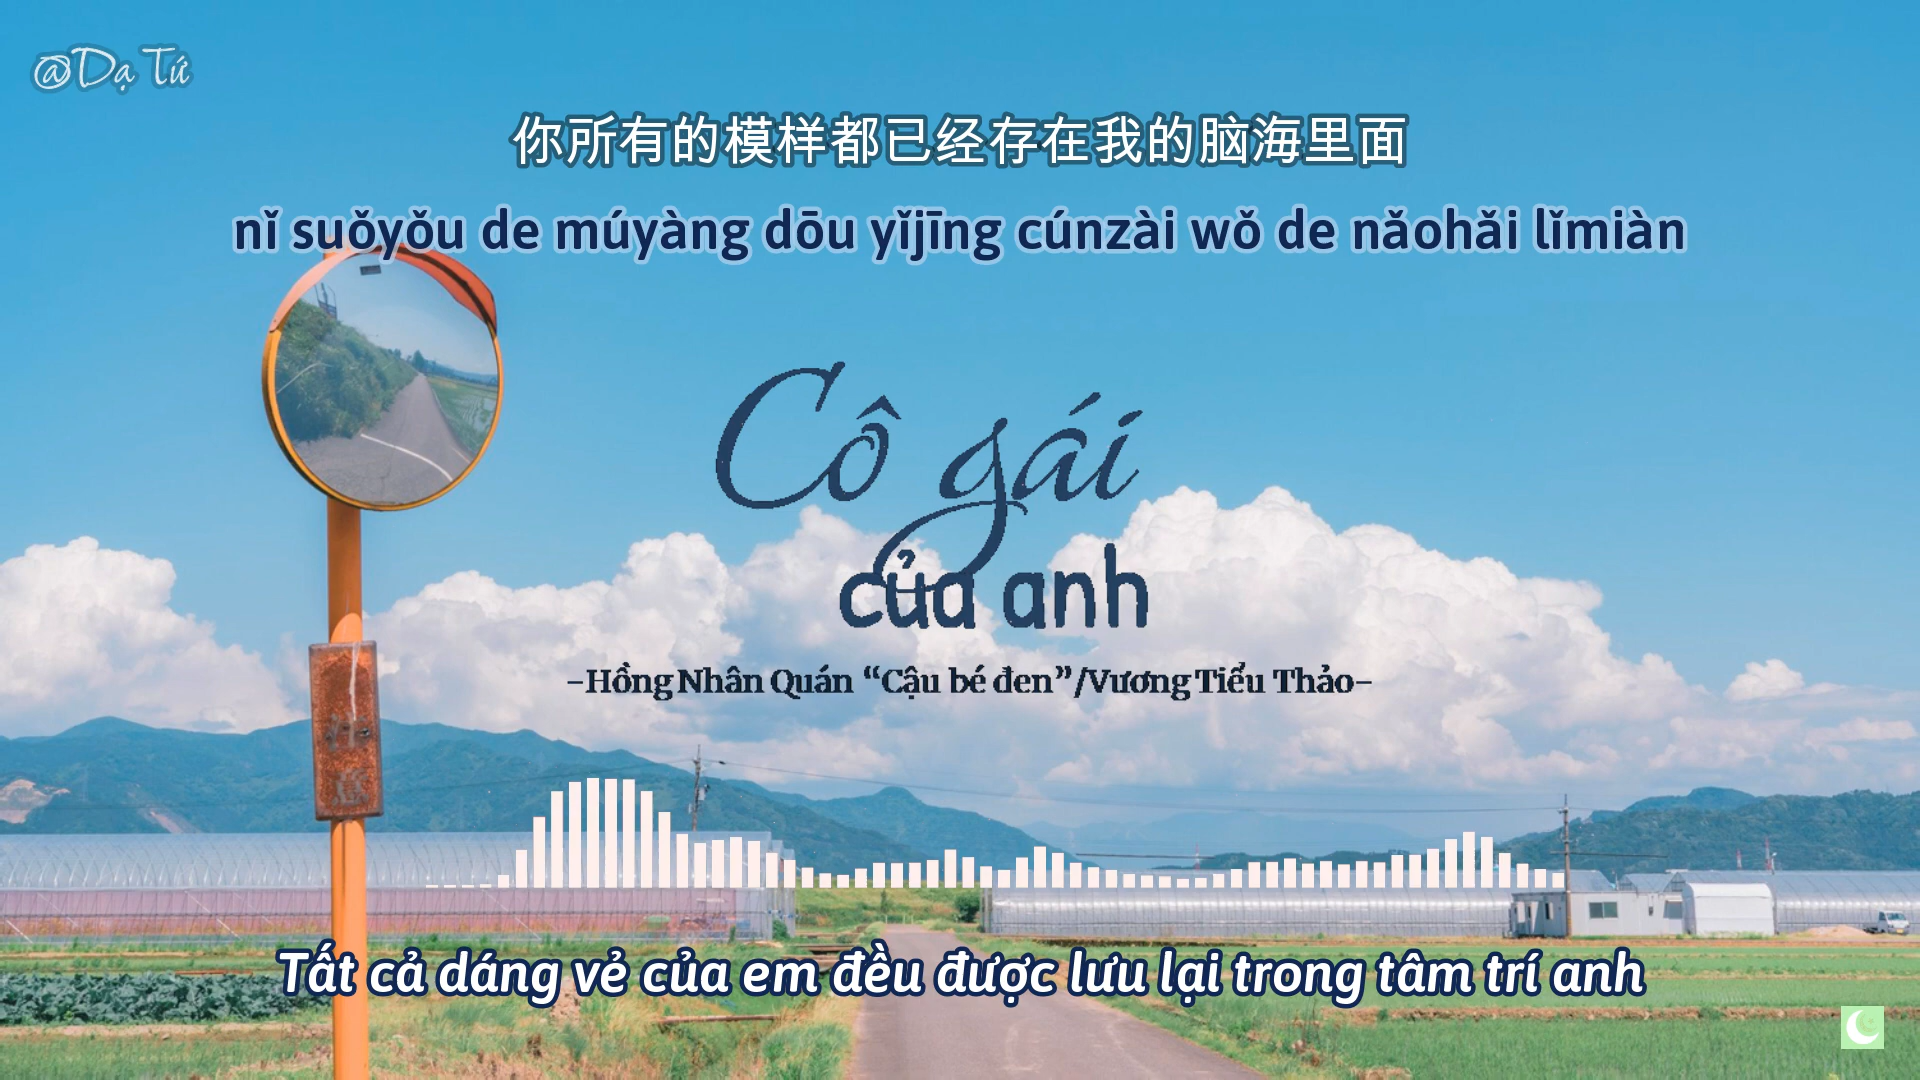 @Dạ Tứ
你所有的模样都已经存在我的脑海里面
nǐ suǒyǒu de múyàng dōu yǐjīng cúnzài wǒ de nǎohǎi lǐmiàn
Cô gái
của anh
-Hồng Nhân Quán “Cậu bé đen”/Vương Tiểu Thảo-
Tất cả dáng vẻ của em đều được lưu lại trong tâm trí anh